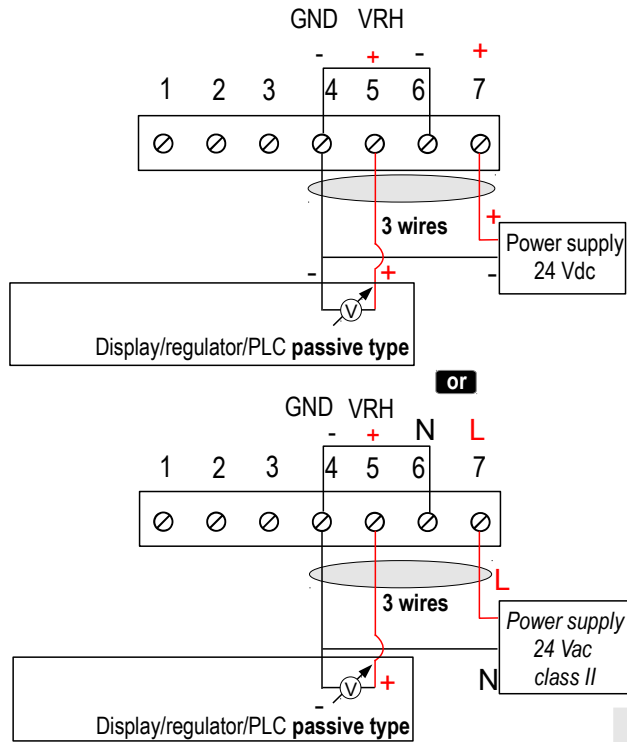 GND VRH
- + - +
1 2 3 4 5 6 7
3 wires
+
Power supply
24 Vdc
-
- +
V
Display/regulator/PLC passive type
or
GND VRH
- + N L
1 2 3 4 5 6 7
L
3 wires
Power supply
24 Vac
class II
N
- +
V
Display/regulator/PLC passive type